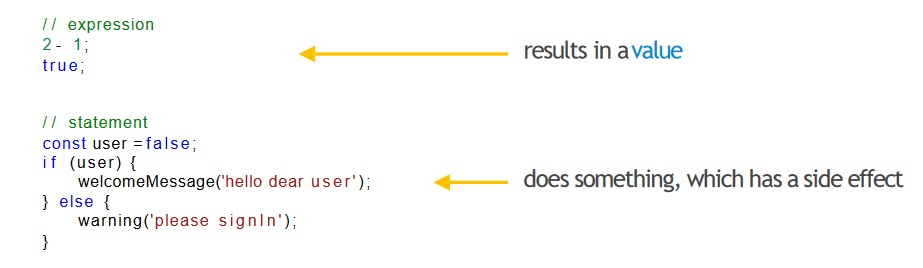 // expression
2 - 1;
true;
results in a value
// statement
const user = false;
if (user) {
welcomeMessage('hello dear user');
} else {
warning('please signIn');
}
does something, which has a side effect